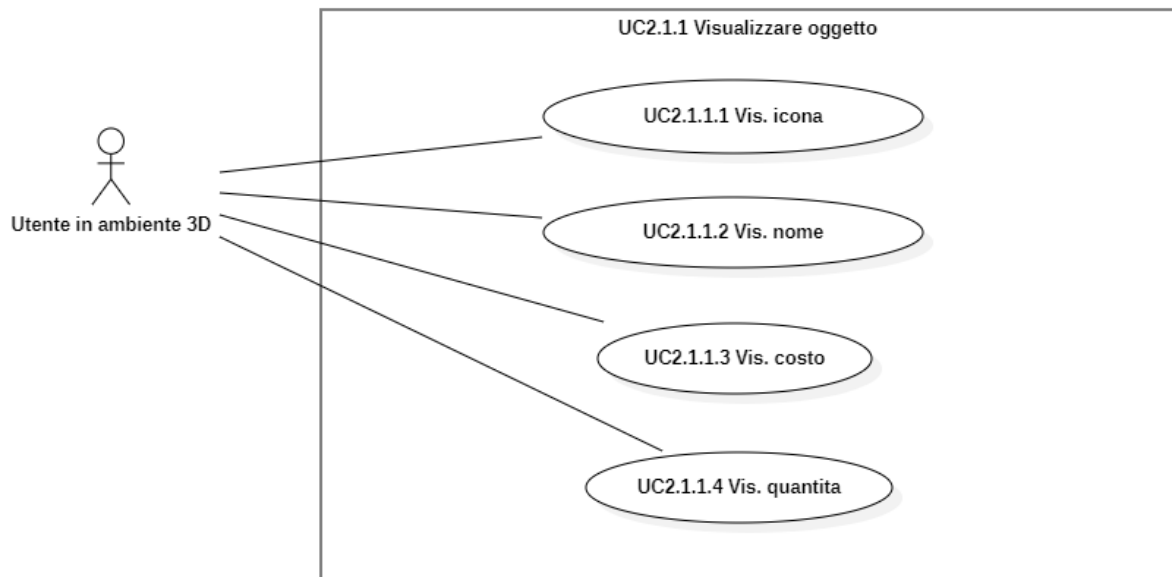 UC2.1.1 Visualizzare oggetto
UC2.1.1.1 Vis. icona
Utente in ambiente 3D
UC2.1.1.2 Vis. nome
UC2.1.1.3 Vis. costo
UC2.1.1.4 Vis. quantita